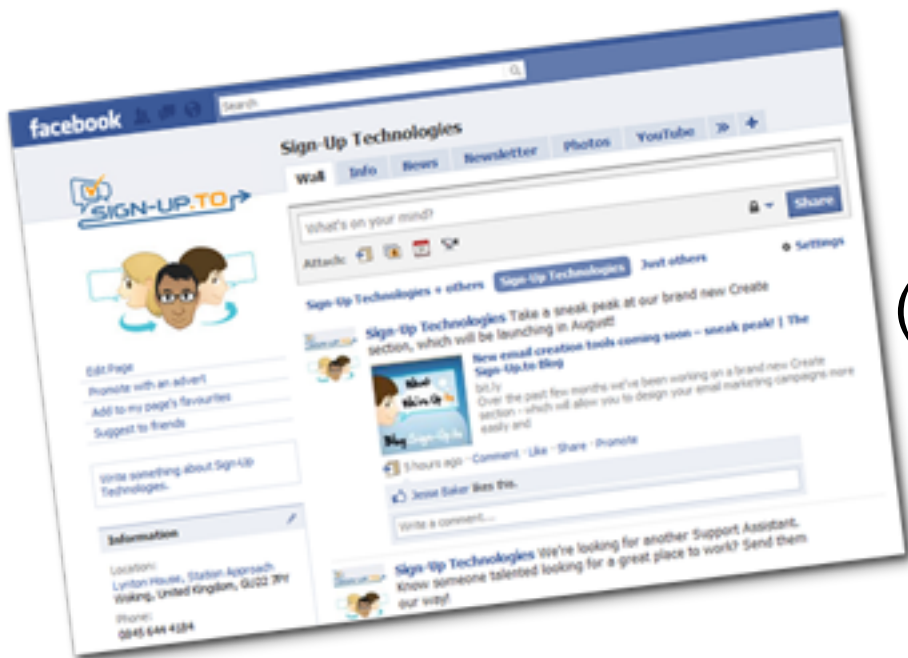 facebook
Search
Sign-Up Technologies
Wall Info News Newsletter Photos YouTube » +
What's on your mind?
Attach:
Share
SIGN-UP.TO
Sign-Up Technologies + others Sign-Up Technologies Just others
Settings
Sign-Up Technologies Take a sneak peak at our brand new Create
section, which will be launching in August!
New email creation tools coming soon – sneak peak! | The
Sign-Up.to Blog
bit.ly
Over the past few months we've been working on a brand new Create
section - which will allow you to design your email marketing campaigns more
easily and
Blog Sign-Up.to
hours ago · Comment · Like · Share · Promote
Jesse Baker likes this.
Write a comment...
Sign-Up Technologies We're looking for another Support Assistant.
Know someone talented looking for a great place to work? Send them
our way!
Edit Page
Promote with an advert
Add to my page's favourites
Suggest to friends
Write something about Sign-Up
Technologies.
Information
Location:
Lynton House, Station Approach
Woking, United Kingdom, GU22 7PY
Phone:
0845 644 4184
(